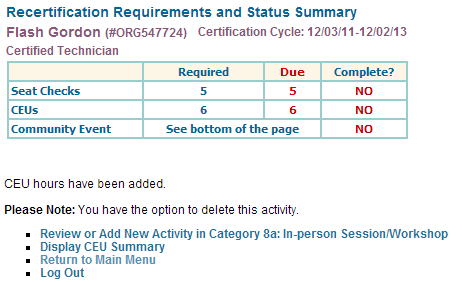 Recertification Requirements and Status Summary
Flash Gordon (#ORG547724) Certification Cycle: 12/03/11-12/02/13
Certified Technician
Required Due Complete?
Seat Checks 5 5 NO
CEUs 6 6 NO
Community Event See bottom of the page NO
CEU hours have been added.
Please Note: You have the option to delete this activity.
Review or Add New Activity in Category 8a: In-person Session/Workshop
Display CEU Summary
Return to Main Menu
Log Out